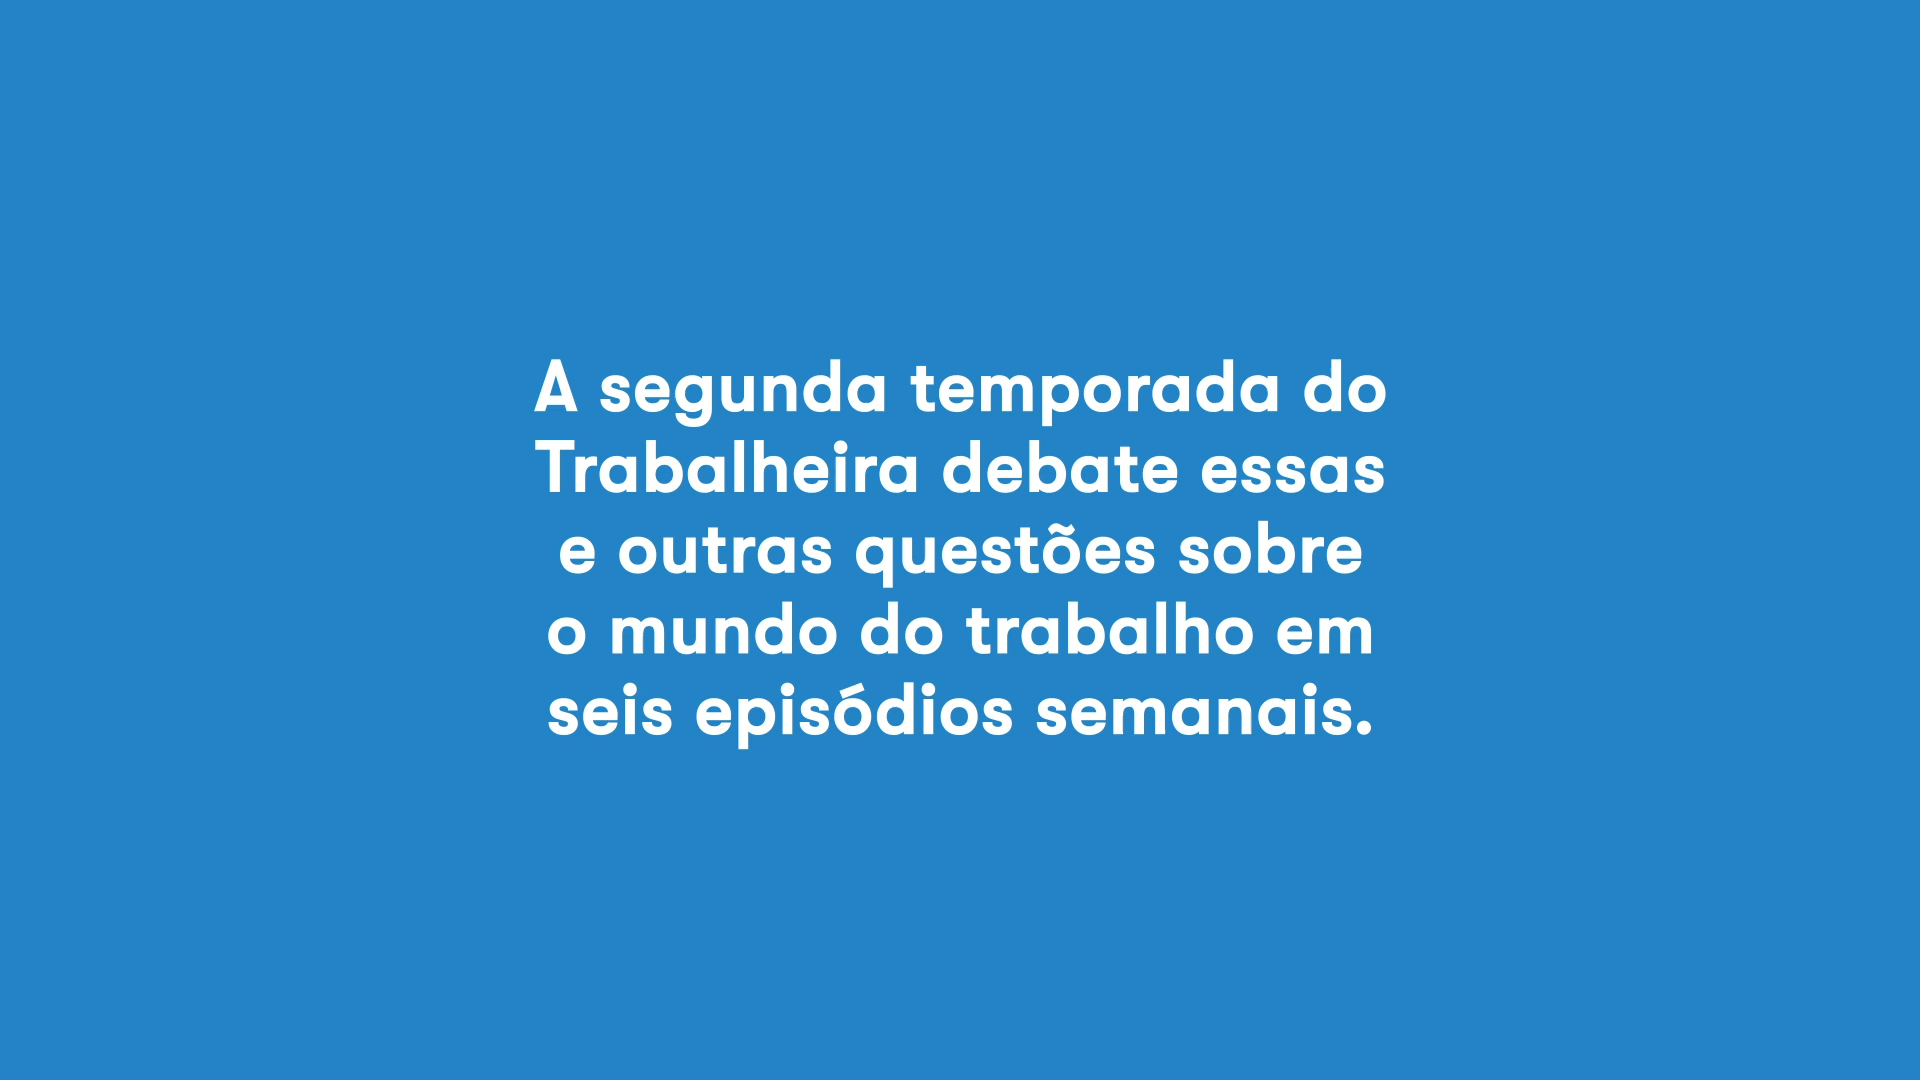 A segunda temporada do
Trabalheira debate essas
e outras questões sobre
o mundo do trabalho em
seis episódios semanais.